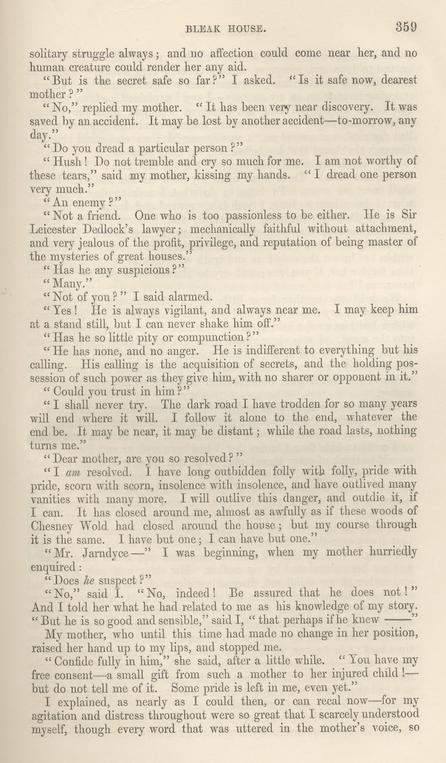 BLEAK HOUSE. 359
solitary struggle always; and no affection could come near her, and no
human creature could render her any aid.
"But is the secret safe so far?" I asked. "Is it safe now, dearest
mother?"
"No," replied my mother. "It has been very near discovery. It was
saved by an accident. It may be lost by another accident—to-morrow, any
day."
"Do you dread a particular person?"
"Hush! Do not tremble and cry so much for me. I am not worthy of
these tears," said my mother, kissing my hands. "I dread one person
very much."
"An enemy?"
"Not a friend. One who is too passionless to be either. He is Sir
Leicester Dedlock's lawyer; mechanically faithful without attachment,
and very jealous of the profit, privilege, and reputation of being master of
the mysteries of great houses."
"Has he any suspicions?"
"Many."
"Not of you?" I said alarmed.
"Yes! He is always vigilant, and always near me. I may keep him
at a stand still, but I can never shake him off."
"Has he so little pity or compunction?"
"He has none, and no anger. He is indifferent to everything but his
calling. His calling is the acquisition of secrets, and the holding pos-
session of such power as they give him, with no sharer or opponent in it."
"Could you trust in him?"
"I shall never try. The dark road I have trodden for so many years
will end where it will. I follow it alone to the end, whatever the
end be. It may be near, it may be distant; while the road lasts, nothing
turns me."
"Dear mother, are you so resolved?"
"I am resolved. I have long outbidden folly with folly, pride with
pride, scorn with scorn, insolence with insolence, and have outlived many
vanities with many more. I will outlive this danger, and outdie it, if
I can. It has closed around me, almost as awfully as if these woods of
Chesney Wold had closed around the house; but my course through
it is the same. I have but one; I can have but one."
"Mr. Jarndyce—" I was beginning, when my mother hurriedly
enquired:
"Does he suspect?"
"No," said I. "No, indeed! Be assured that he does not!"
And I told her what he had related to me as his knowledge of my story.
"But he is so good and sensible," said I, "that perhaps if he knew ——"
My mother, who until this time had made no change in her position,
raised her hand up to my lips, and stopped me.
"Confide fully in him," she said, after a little while. "You have my
free consent—a small gift from such a mother to her injured child!—
but do not tell me of it. Some pride is left in me, even yet."
I explained, as nearly as I could then, or can recal now—for my
agitation and distress throughout were so great that I scarcely understood
myself, though every word that was uttered in the mother's voice, so